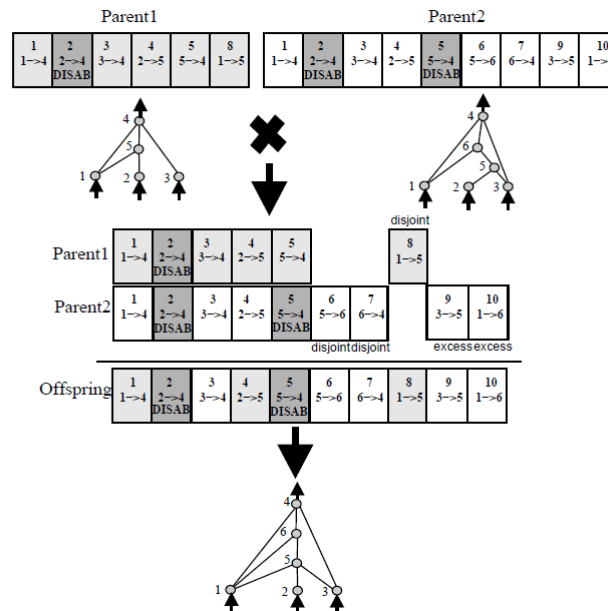 Parent1 Parent2
1 2 3 4 5 8 1 2 3 4 5 6 7 9 10
1->4 2->4 3->4 2->5 5->4 1->5 1->4 2->4 3->4 2->5 5->4 5->6 6->4 3->5 1->
DISAB DISAB DISAB
4
5
1 2 3
4
6
5
1 2 3
disjoint
Parent1 1 2 3 4 5 8
1->4 2->4 3->4 2->5 5->4 1->5
DISAB
Parent2 1 2 3 4 5 6 7 9 10
1->4 2->4 3->4 2->5 5->4 5->6 6->4 3->5 1->6
DISAB DISAB
disjoint disjoint excess excess
Offspring 1 2 3 4 5 6 7 8 9 10
1->4 2->4 3->4 2->5 5->4 5->6 6->4 1->5 3->5 1->6
DISAB DISAB
4
6
5
1 2 3